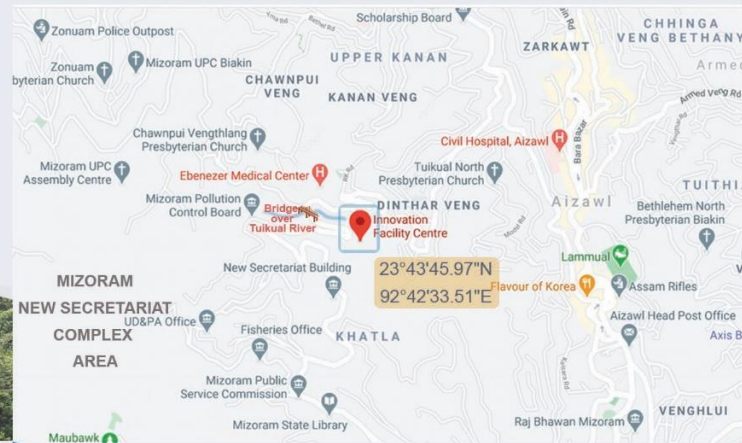 Scholarship Board
Zonuam Police Outpost
CHHINGA
VENG BETHANY
ZARKAWT
UPPER KANAN
Zonuam
byterian Church
Mizoram UPC Biakin
Armed
CHAWNPUI
VENG
KANAN VENG
Armed Veng Rd
Bara Bazar
Chawnpui Vengthlang
Presbyterian Church
Civil Hospital, Aizawl
Mizoram UPC
Assembly Centre
Ebenezer Medical Center
Tuikual North
Presbyterian Church
TUITHI
Mizoram Pollution
Control Board
Bridge
over
Tuikual River
DINTHAR VENG
Innovation
Facility Centre
Aizawl
Bethlehem North
Presbyterian Biakin
Lammual
MIZORAM
NEW SECRETARIAT
COMPLEX
AREA
New Secretariat Building
23°43'45.97"N
92°42'33.51"E
Flavour of Korea
Assam Rifles
UD&PA Office
Fisheries Office
KHATLA
Aizawl Head Post Office
Axis B
Mizoram Public
Service Commission
Mizoram State Library
Raj Bhawan Mizoram
VENGHLUI
Maubawk